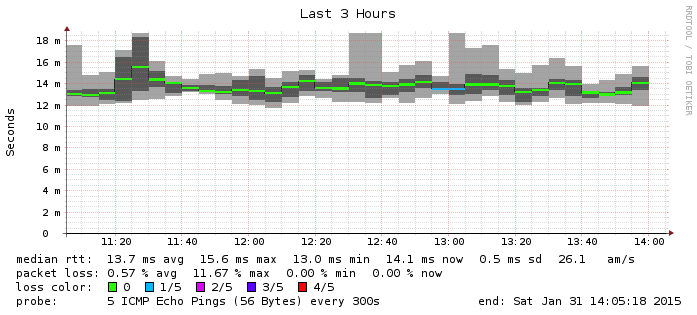 Last 3 Hours
RRDTOOL / TOBI OETIKER
Seconds
18 m
16 m
14 m
12 m
10 m
8 m
6 m
4 m
2 m
0
11:20 11:40 12:00 12:20 12:40 13:00 13:20 13:40 14:00
median rtt: 13.7 ms avg 15.6 ms max 13.0 ms min 14.1 ms now 0.5 ms sd 26.1 am/s
packet loss: 0.57 % avg 11.67 % max 0.00 % min 0.00 % now
loss color: 0 1/5 2/5 3/5 4/5
probe: 5 ICMP Echo Pings (56 Bytes) every 300s end: Sat Jan 31 14:05:18 2015